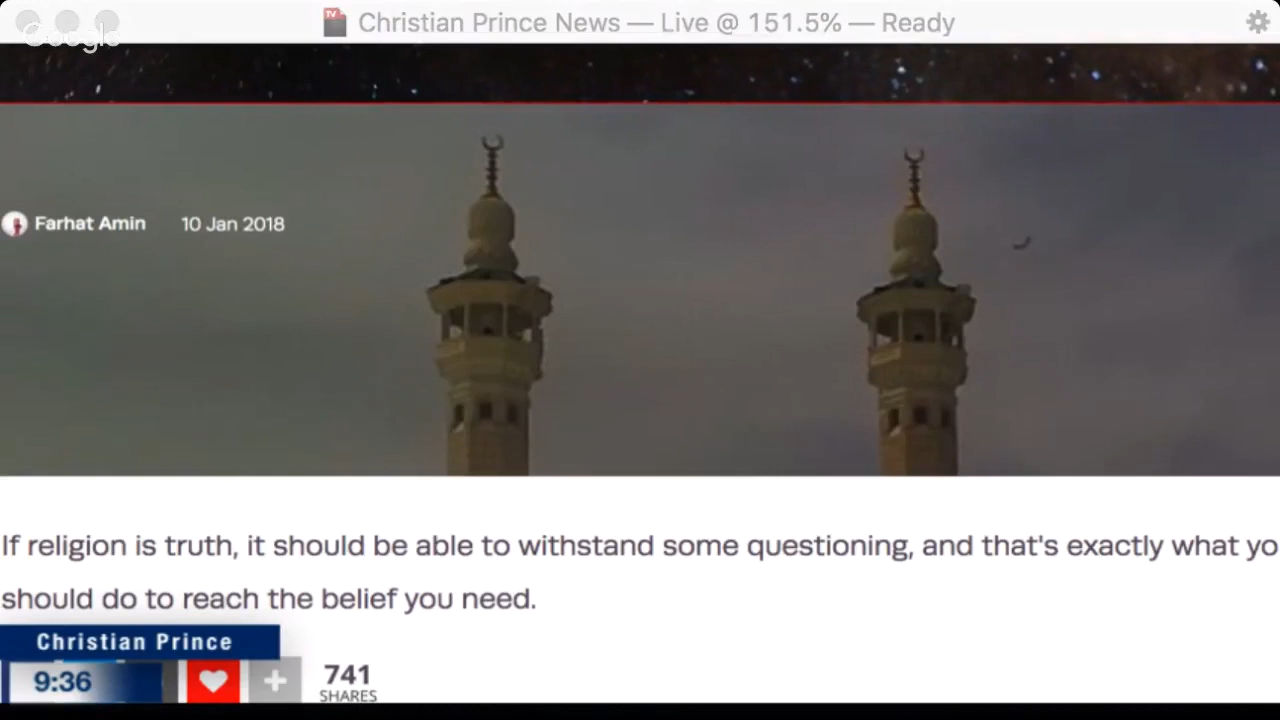 TV Christian Prince News — Live @ 151.5% — Ready
Google
Farhat Amin 10 Jan 2018
If religion is truth, it should be able to withstand some questioning, and that's exactly what yo
should do to reach the belief you need.
Christian Prince
9:36
741
SHARES